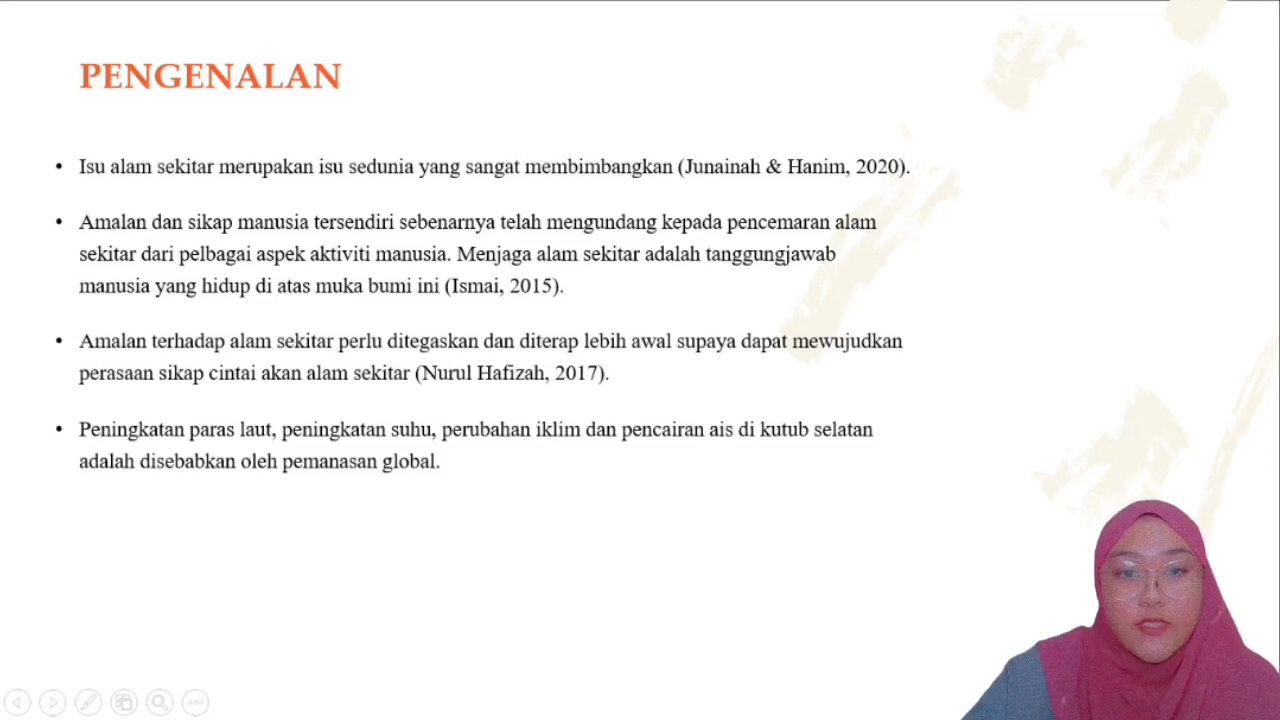 PENGENALAN
• Isu alam sekitar merupakan isu sedunia yang sangat membimbangkan (Junainah & Hanim, 2020).
• Amalan dan sikap manusia tersendiri sebenarnya telah mengundang kepada pencemaran alam
sekitar dari pelbagai aspek aktiviti manusia. Menjaga alam sekitar adalah tanggungjawab
manusia yang hidup di atas muka bumi ini (Ismai, 2015).
• Amalan terhadap alam sekitar perlu ditegaskan dan diterap lebih awal supaya dapat mewujudkan
perasaan sikap cintai akan alam sekitar (Nurul Hafizah, 2017).
• Peningkatan paras laut, peningkatan suhu, perubahan iklim dan pencairan ais di kutub selatan
adalah disebabkan oleh pemanasan global.